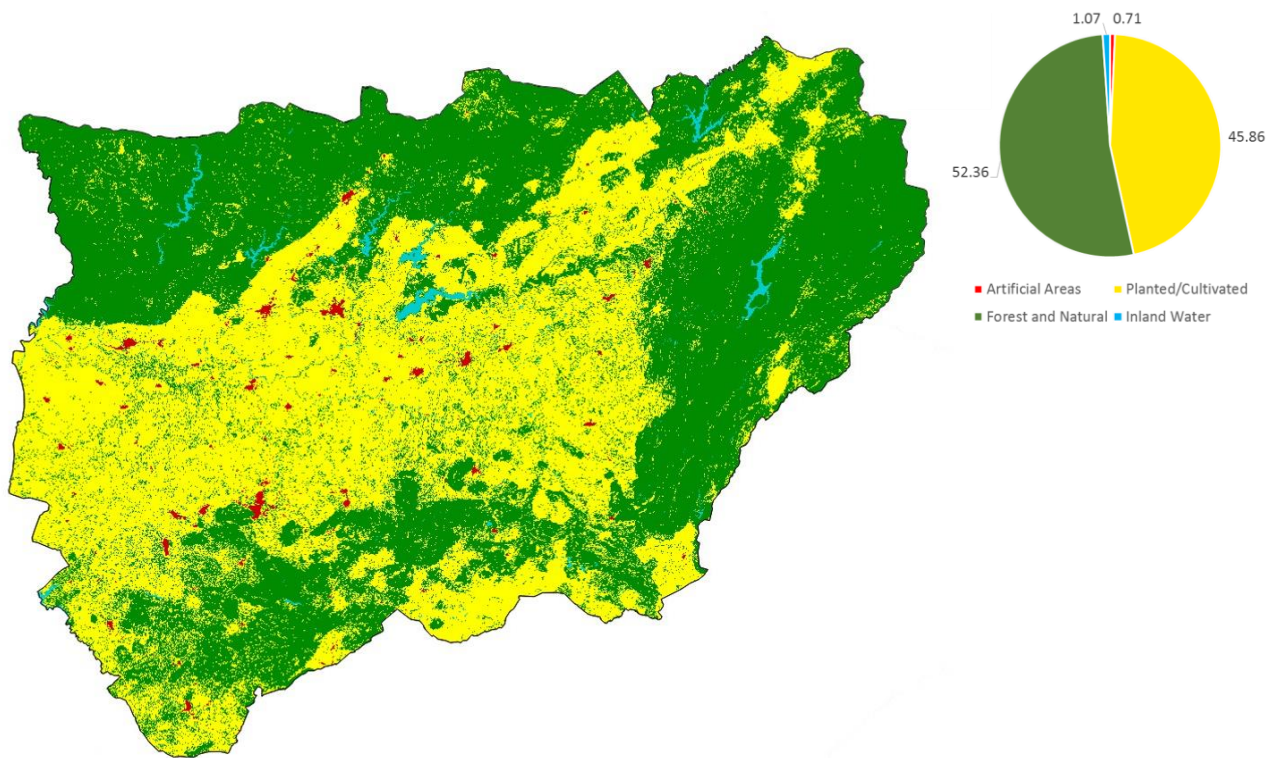 1.07 0.71
45.86
52.36
Artificial Areas Planted/Cultivated
Forest and Natural Inland Water